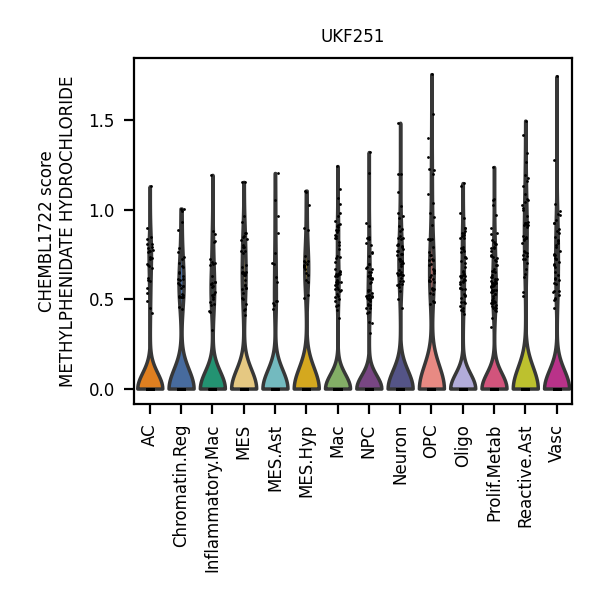 UKF251
CHEMBL1722 score
METHYLPHENIDATE HYDROCHLORIDE
1.5
1.0
0.5
0.0
AC
Chromatin.Reg
Inflammatory.Mac
MES
MES.Ast
MES.Hyp
Mac
NPC
Neuron
OPC
Oligo
Prolif.Metab
Reactive.Ast
Vasc